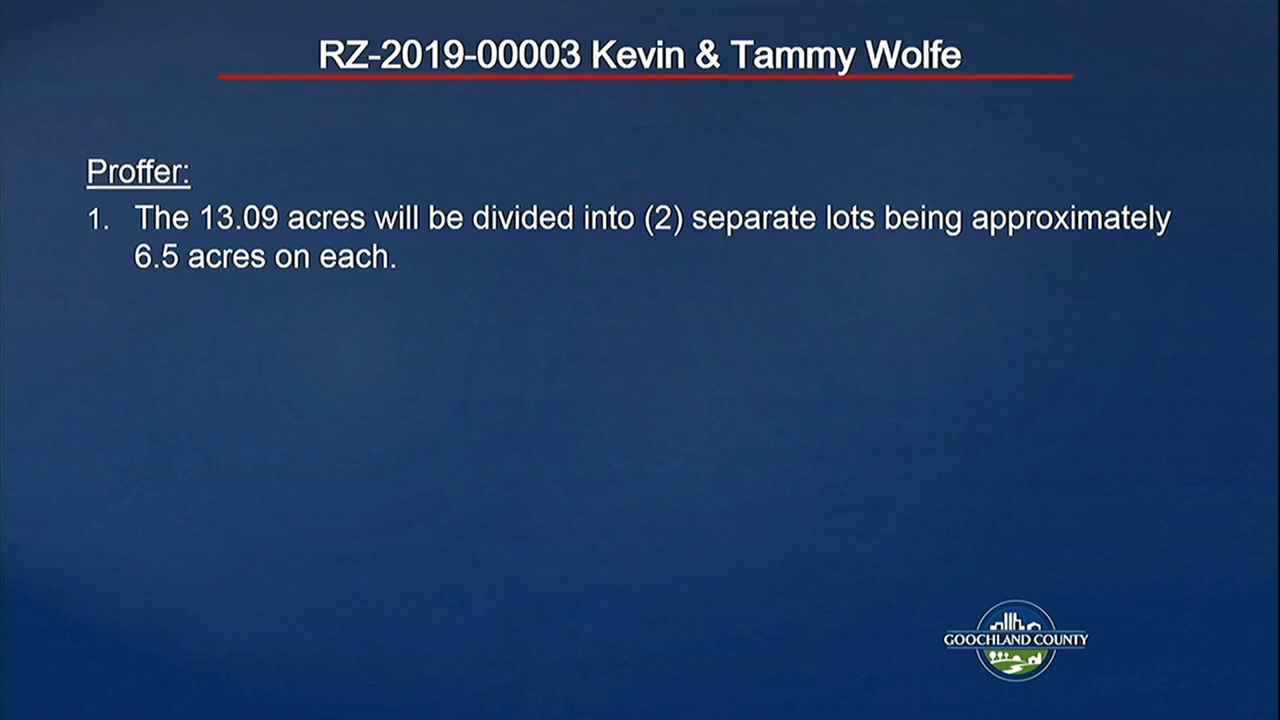 RZ-2019-00003 Kevin & Tammy Wolfe
Proffer:
1. The 13.09 acres will be divided into (2) separate lots being approximately
6.5 acres on each.
GOOCHLAND COUNTY